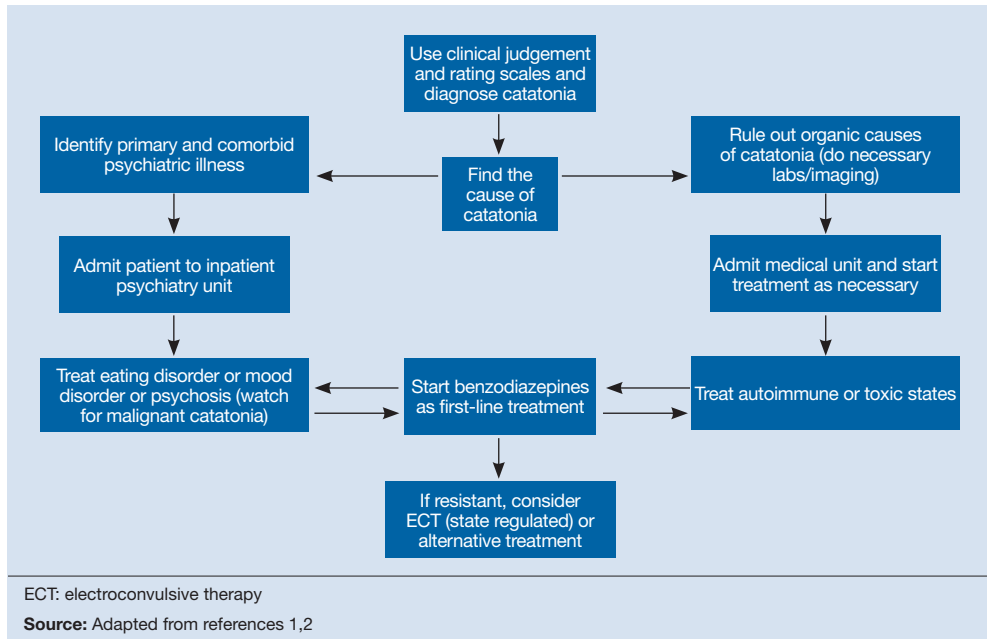 Use clinical judgement
and rating scales and
diagnose catatonia
Identify primary and comorbid
psychiatric illness
Find the
cause of
catatonia
Rule out organic causes
of catatonia (do necessary
labs/imaging)
Admit patient to inpatient
psychiatry unit
Admit medical unit and start
treatment as necessary
Treat eating disorder or mood
disorder or psychosis (watch
for malignant catatonia)
Start benzodiazepines
as first-line treatment
Treat autoimmune or toxic states
If resistant, consider
ECT (state regulated) or
alternative treatment
ECT: electroconvulsive therapy
Source: Adapted from references 1,2